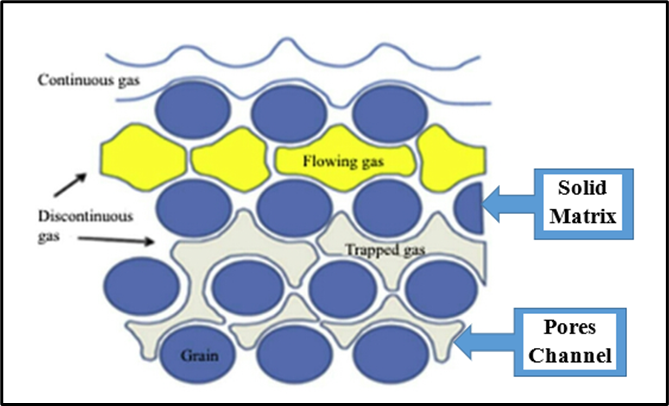 Continuous gas
Flowing gas
Solid
Matrix
Discontinuous
gas
Trapped gas
Pores
Channel
Grain